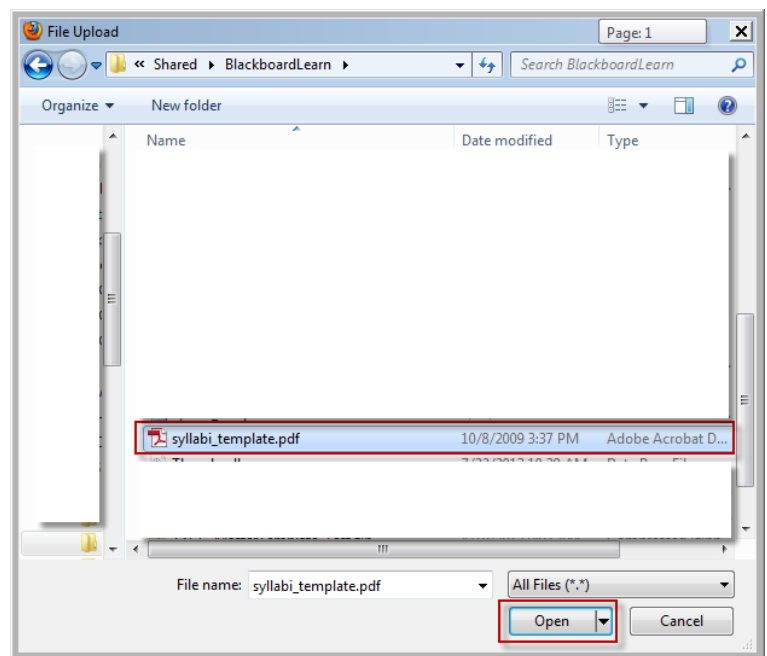 File Upload
Page: 1
« Shared BlackboardLearn
Search BlackboardLearn
Organize New folder
Name Date modified Type
syllabi_template.pdf 10/8/2009 3:37 PM Adobe Acrobat D...
File name: syllabi_template.pdf All Files (*.*)
Open Cancel